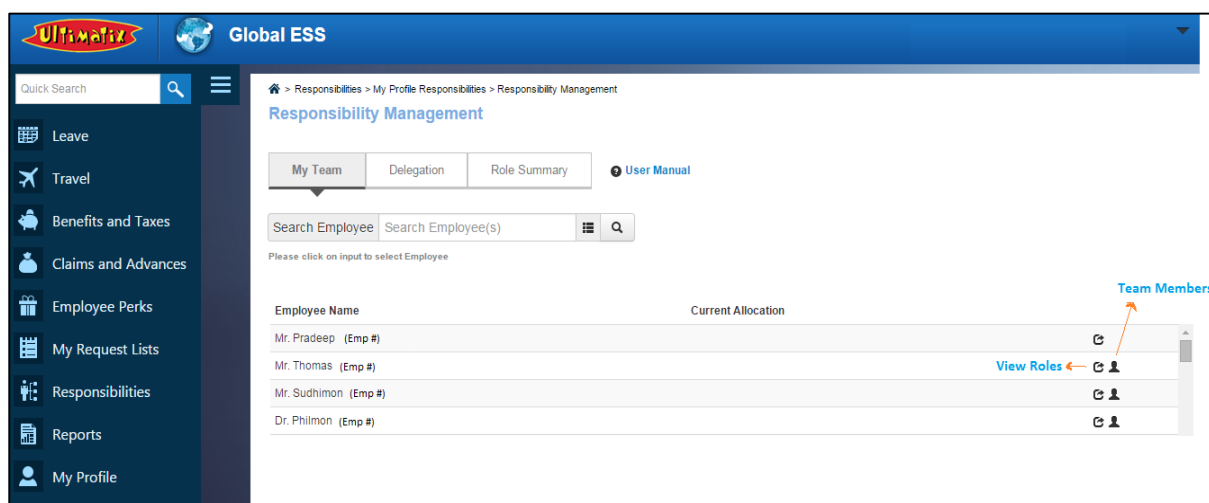 Ultimatix
Global ESS
Quick Search
Leave
Travel
Benefits and Taxes
Claims and Advances
Employee Perks
My Request Lists
Responsibilities
Reports
My Profile
> Responsibilities > My Profile Responsibilities > Responsibility Management
Responsibility Management
My Team Delegation Role Summary ? User Manual
Search Employee Search Employee(s)
Please click on input to select Employee
Team Members
Employee Name Current Allocation
Mr. Pradeep (Emp #)
Mr. Thomas (Emp #) View Roles
Mr. Sudhimon (Emp #)
Dr. Philmon (Emp #)